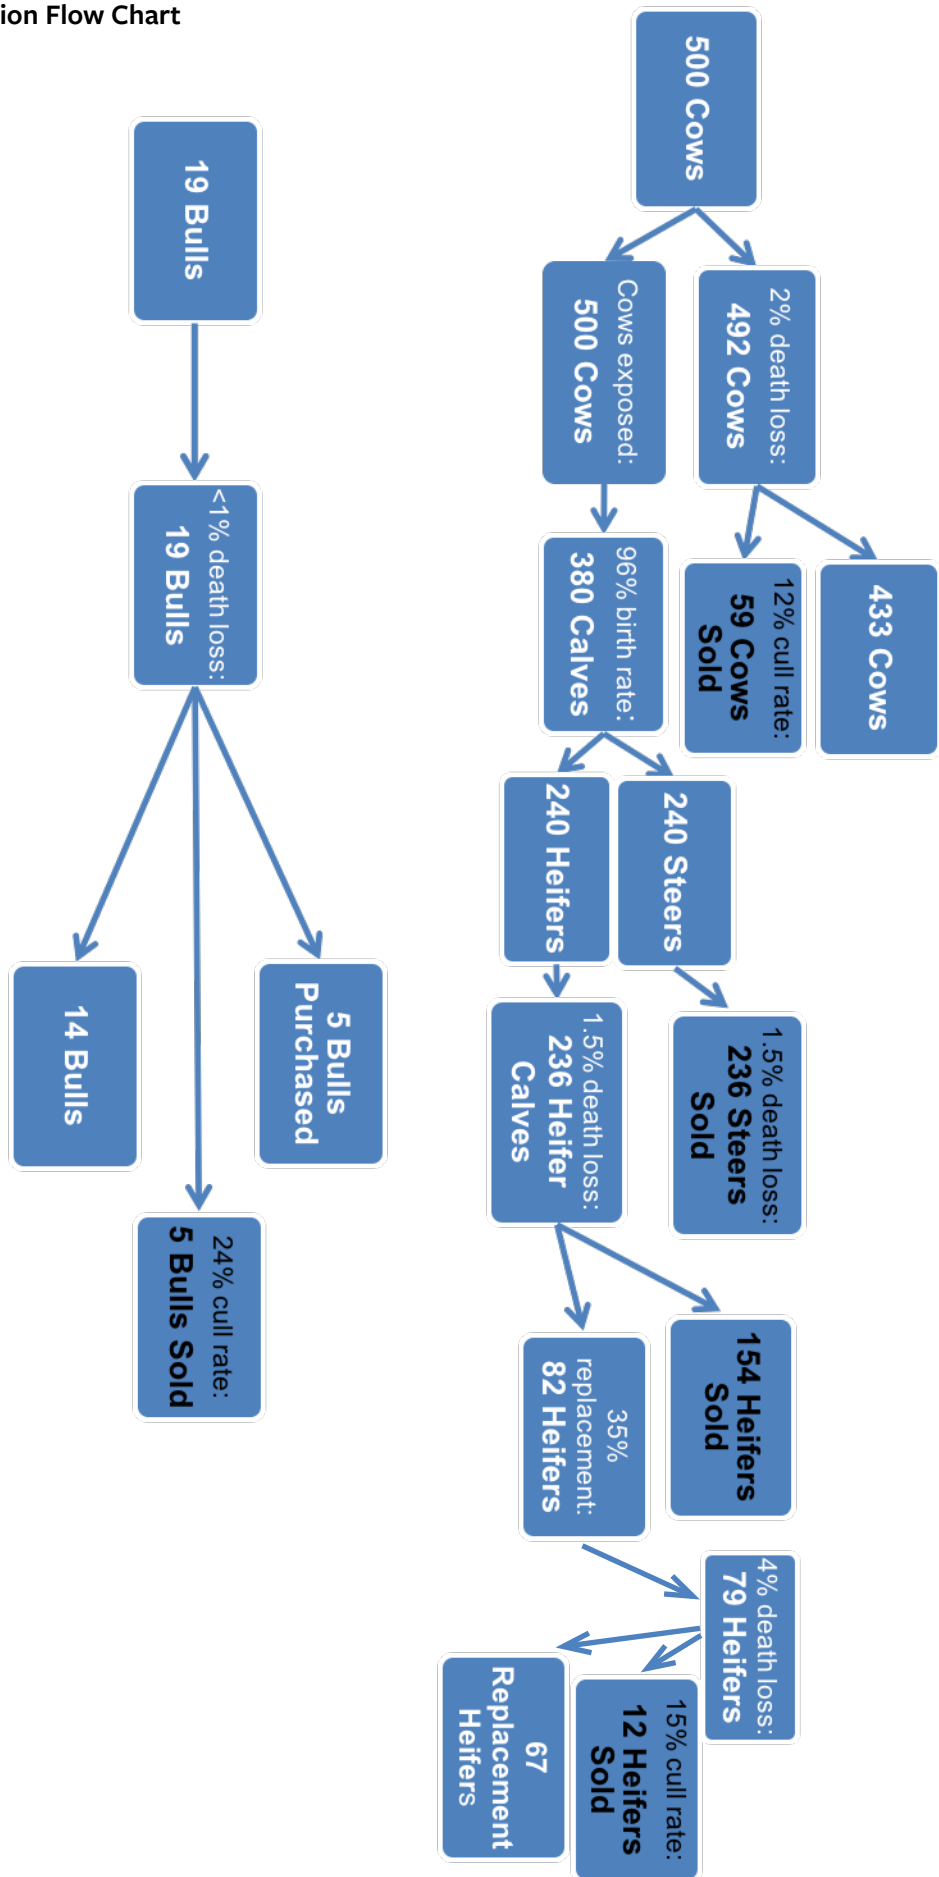 ion Flow Chart
500 Cows
2% death loss:
492 Cows
433 Cows
12% cull rate:
59 Cows
Sold
Cows exposed:
500 Cows
96% birth rate:
380 Calves
240 Steers
1.5% death loss:
236 Steers
Sold
240 Heifers
1.5% death loss:
236 Heifer
Calves
154 Heifers
Sold
35%
replacement:
82 Heifers
4% death loss:
79 Heifers
15% cull rate:
12 Heifers
Sold
67
Replacement
Heifers
19 Bulls
<1% death loss:
19 Bulls
5 Bulls
Purchased
24% cull rate:
5 Bulls Sold
14 Bulls